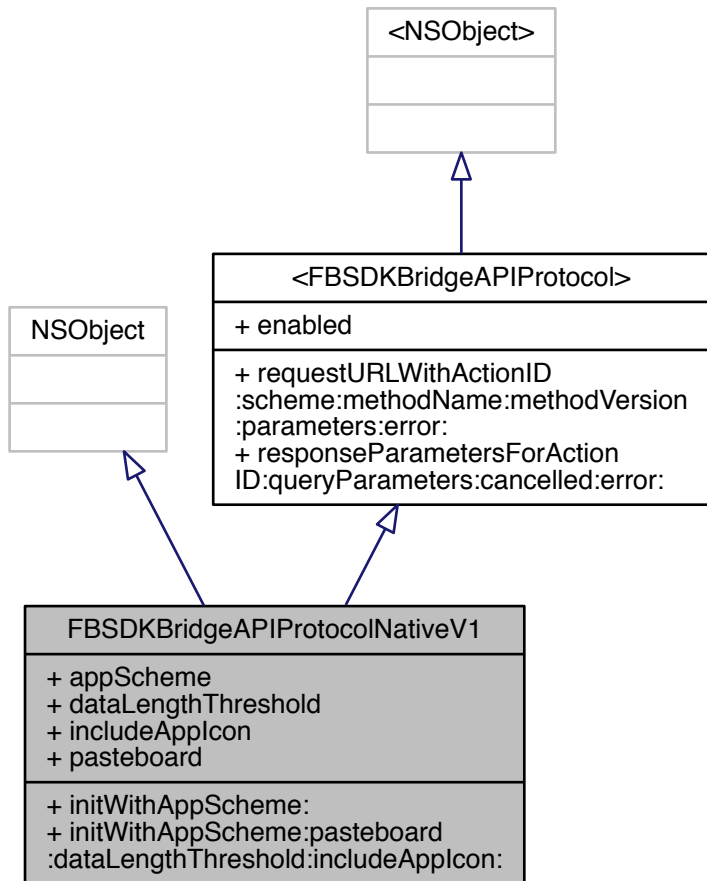 <NSObject>
<FBSDKBridgeAPIProtocol>
+ enabled
+ requestURLWithActionID
:scheme:methodName:methodVersion
:parameters:error:
+ responseParametersForAction
ID:queryParameters:cancelled:error:
NSObject
FBSDKBridgeAPIProtocolNativeV1
+ appScheme
+ dataLengthThreshold
+ includeAppIcon
+ pasteboard
+ initWithAppScheme:
+ initWithAppScheme:pasteboard
:dataLengthThreshold:includeAppIcon: